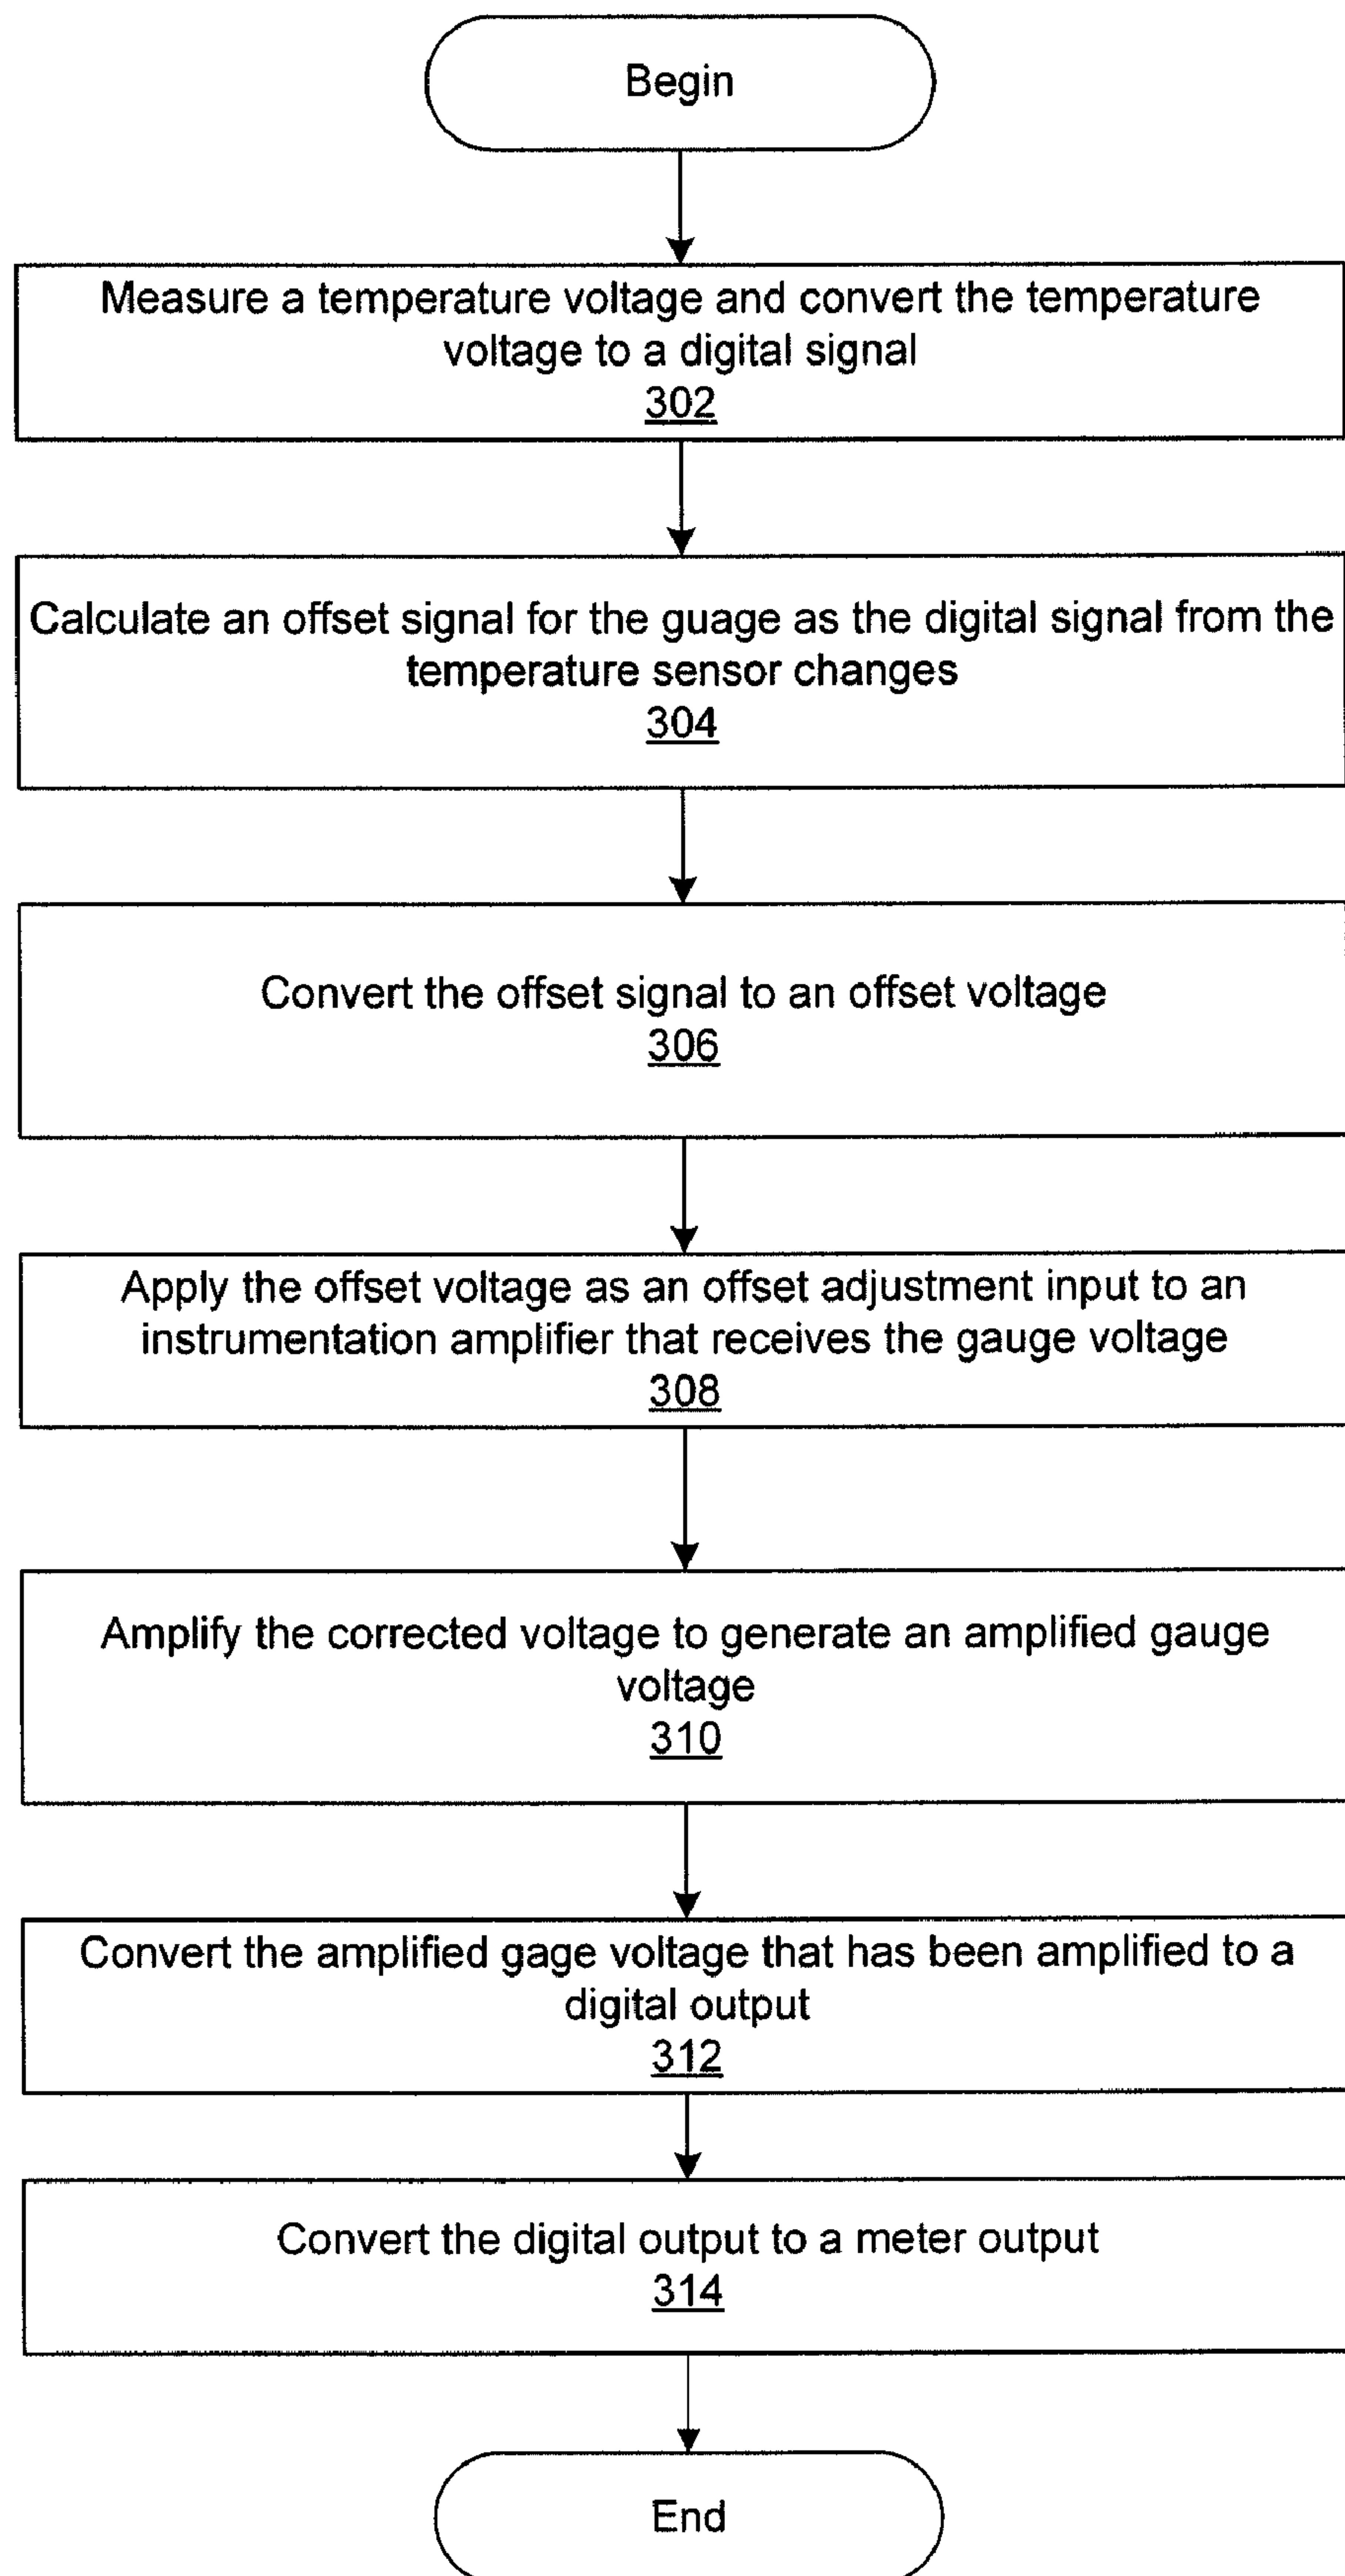 Begin
Measure a temperature voltage and convert the temperature
voltage to a digital signal
302
Calculate an offset signal for the guage as the digital signal from the
temperature sensor changes
304
Convert the offset signal to an offset voltage
306
Apply the offset voltage as an offset adjustment input to an
instrumentation amplifier that receives the gauge voltage
308
Amplify the corrected voltage to generate an amplified gauge
voltage
310
Convert the amplified gage voltage that has been amplified to a
digital output
312
Convert the digital output to a meter output
314
End